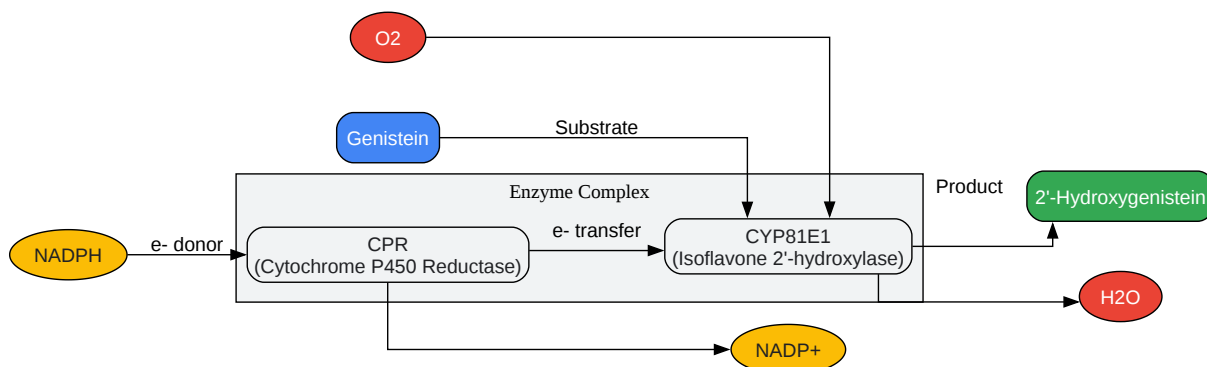 O2
Genistein
Substrate
Enzyme Complex
Product
2'-Hydroxygenistein
NADPH
e- donor
CPR
(Cytochrome P450 Reductase)
e- transfer
CYP81E1
(Isoflavone 2'-hydroxylase)
H2O
NADP+